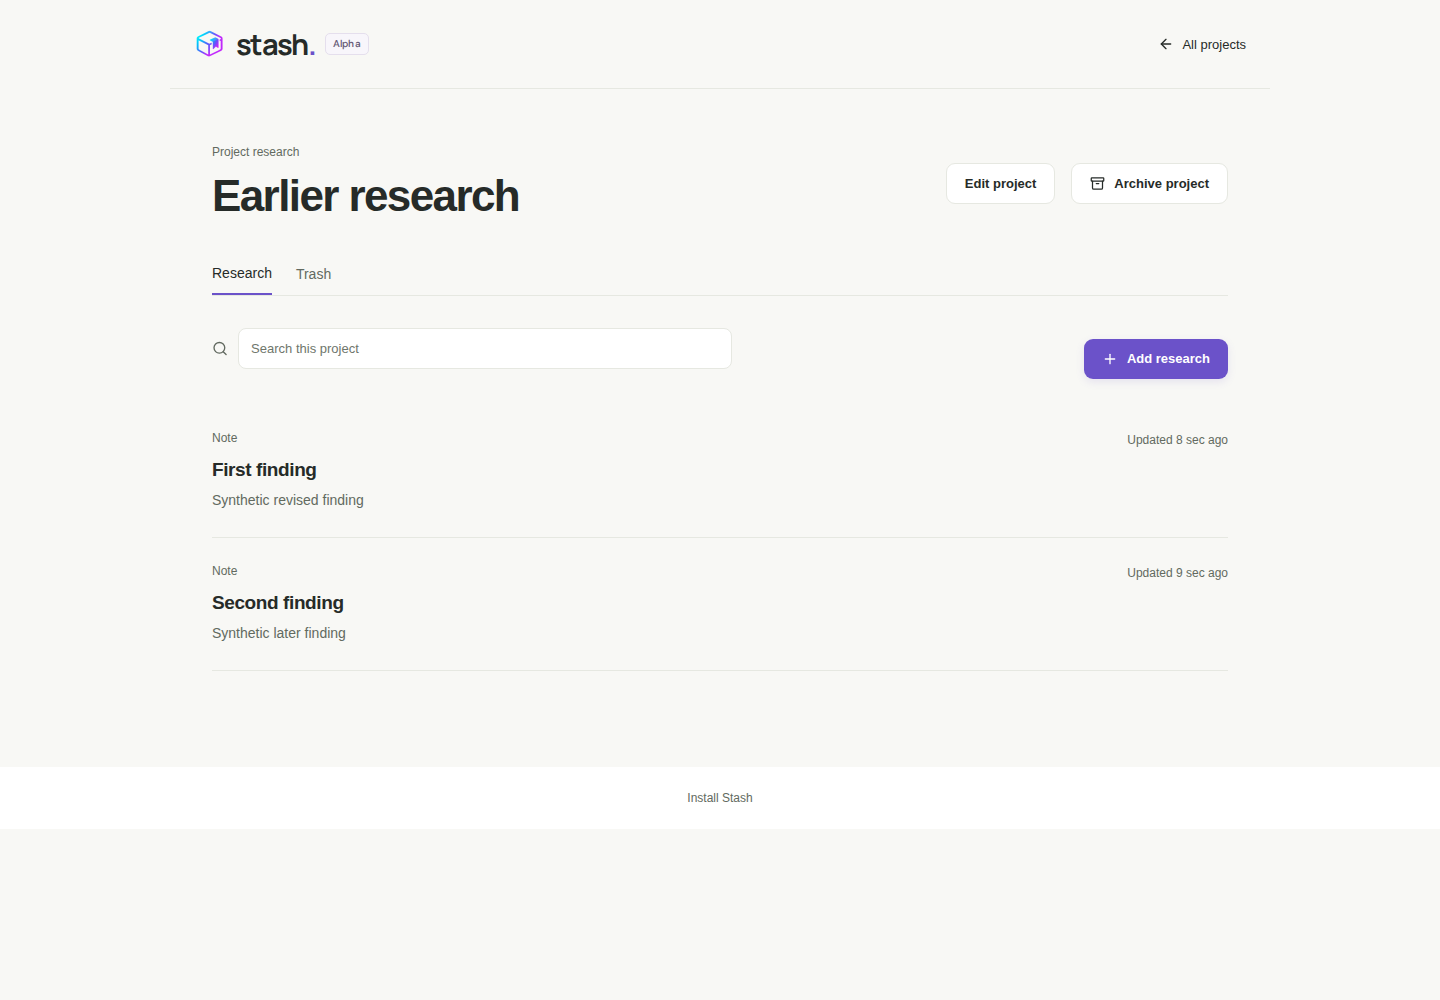 stash. Alpha
All projects
Project research
Earlier research
Edit project
Archive project
Research
Trash
Search this project
Add research
Note
Updated 8 sec ago
First finding
Synthetic revised finding
Note
Updated 9 sec ago
Second finding
Synthetic later finding
Install Stash